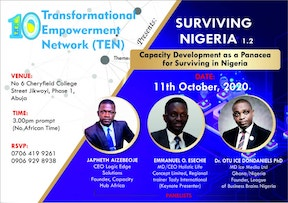 10
Transformational
Empowerment
Network (TEN)
Presents:
SURVIVING
NIGERIA 1.2
Theme:
Capacity Development as a Panacea
for Surviving in Nigeria
VENUE:
No 6 Cherryfield College
Street Jikwoyi, Phase 1,
Abuja
TIME:
3.00pm prompt
(No, African Time)
RSVP:
0706 419 9261
0906 929 8938
DATE:
11th October, 2020
JAPHETH AIZEBEOJE
CEO Logic Edge
Solutions
Founder, Capacity
Hub Africa
EMMANUEL O. ESECHIE
MD/CEO Holistic Life
Concept Limited, Regional
trainer Tady International
(Keynote Presenter)
Dr. OTU ICE DONDANIELS PhD
MD Ice Media Ltd
Ghana/Nigeria
Founder, League
of Business Brains Nigeria